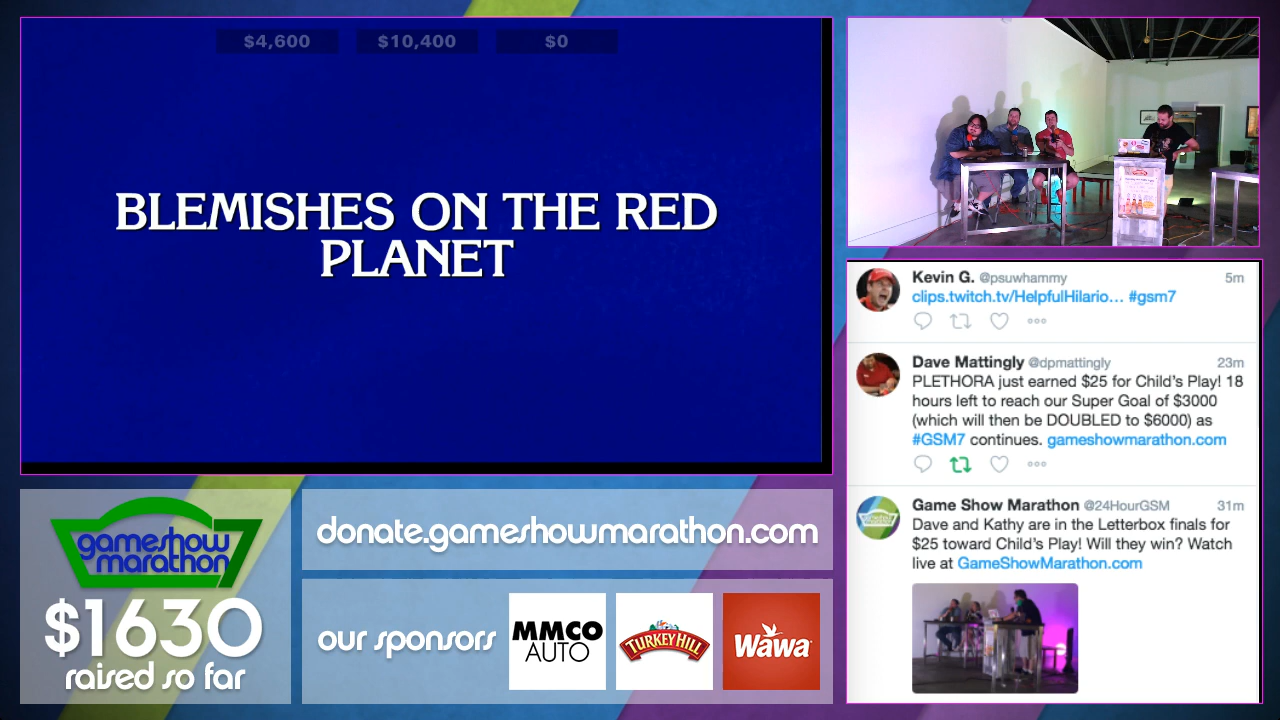 $4,600 $10,400 $0
BLEMISHES ON THE RED
PLANET
Kevin G. @psuwhammy 5m
clips.twitch.tv/HelpfulHilario… #gsm7
Dave Mattingly @dpmattingly 23m
PLETHORA just earned $25 for Child's Play! 18
hours left to reach our Super Goal of $3000
(which will then be DOUBLED to $6000) as
#GSM7 continues. gameshowmarathon.com
Game Show Marathon @24HourGSM 31m
Dave and Kathy are in the Letterbox finals for
$25 toward Child's Play! Will they win? Watch
live at GameShowMarathon.com
gameshow
marathon
7
$1630
raised so far
donate.gameshowmarathon.com
our sponsors
MMCO
AUTO
TURKEY HILL
Wawa